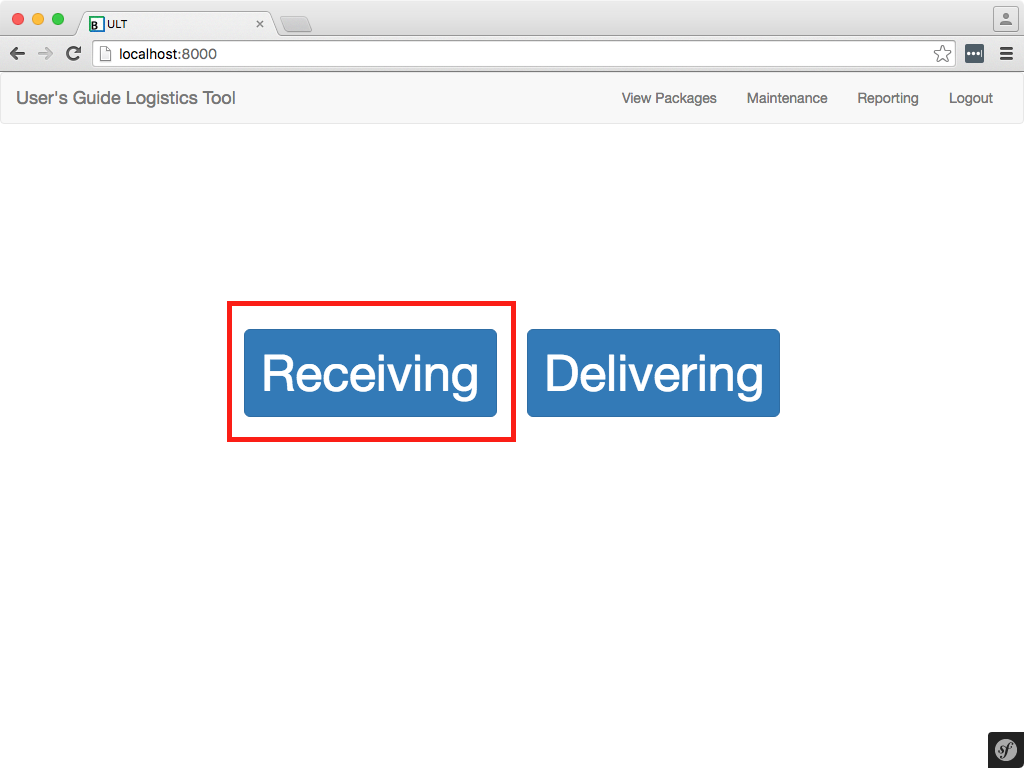 B ULT
localhost:8000
User's Guide Logistics Tool View Packages Maintenance Reporting Logout
Receiving Delivering
sf